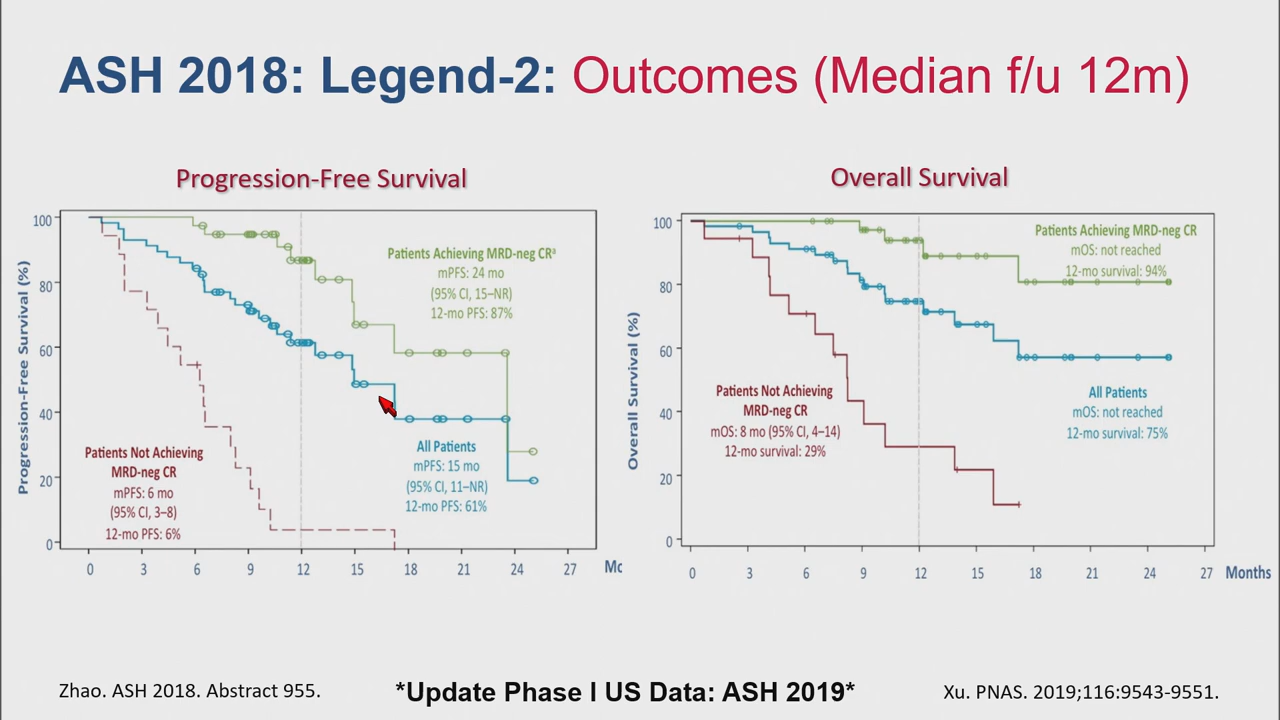 ASH 2018: Legend-2: Outcomes (Median f/u 12m)
Progression-Free Survival
Progression-Free Survival (%)
100
80
60
40
20
0
Patients Achieving MRD-neg CRᵃ
mPFS: 24 mo
(95% CI, 15–NR)
12-mo PFS: 87%
Patients Not Achieving
MRD-neg CR
mPFS: 6 mo
(95% CI, 3–8)
12-mo PFS: 6%
All Patients
mPFS: 15 mo
(95% CI, 11–NR)
12-mo PFS: 61%
0 3 6 9 12 15 18 21 24 27
Overall Survival
Overall Survival (%)
100
80
60
40
20
0
Patients Achieving MRD-neg CR
mOS: not reached
12-mo survival: 94%
Patients Not Achieving
MRD-neg CR
mOS: 8 mo (95% CI, 4–14)
12-mo survival: 29%
All Patients
mOS: not reached
12-mo survival: 75%
0 3 6 9 12 15 18 21 24 27 Months
Zhao. ASH 2018. Abstract 955.
*Update Phase I US Data: ASH 2019*
Xu. PNAS. 2019;116:9543-9551.